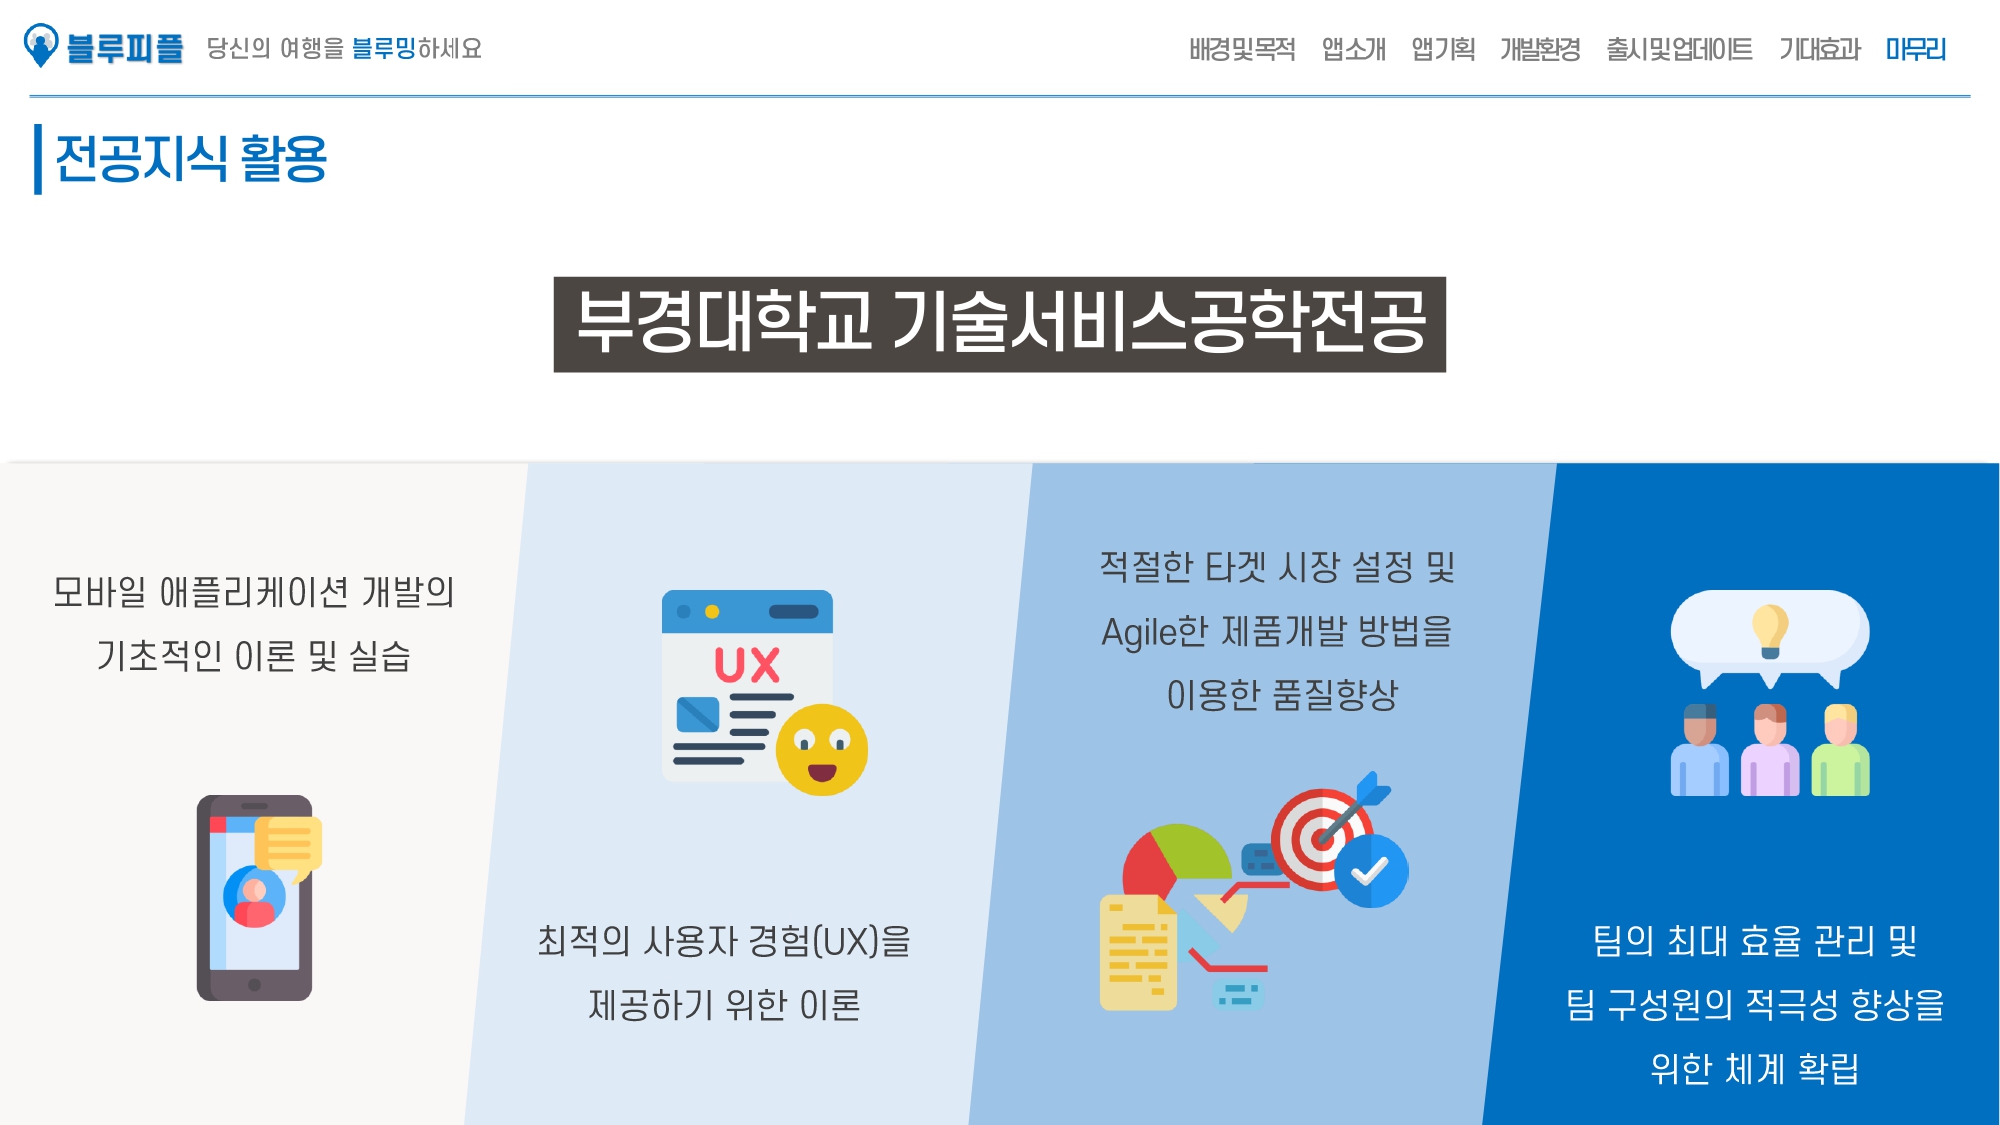 블루피플 당신의 여행을 블루밍하세요
배경및목적 앱소개 앱기획 개발환경 출시및업데이트 기대효과 마무리
전공지식 활용
부경대학교 기술서비스공학전공
모바일 애플리케이션 개발의
기초적인 이론 및 실습
UX
최적의 사용자 경험(UX)을
제공하기 위한 이론
적절한 타겟 시장 설정 및
Agile한 제품개발 방법을
이용한 품질향상
팀의 최대 효율 관리 및
팀 구성원의 적극성 향상을
위한 체계 확립